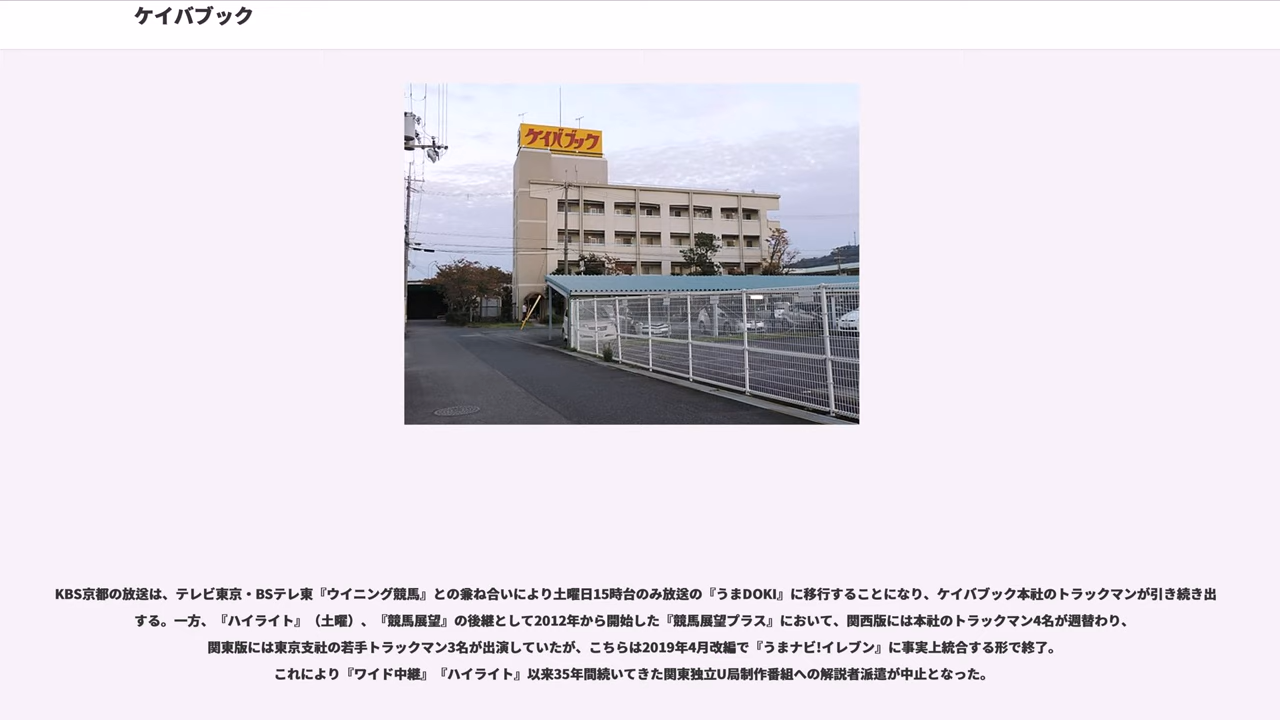 ケイバブック
ケイバブック
KBS京都の放送は、テレビ東京・BSテレ東『ウイニング競馬』との兼ね合いにより土曜日15時台のみ放送の『うまDOKI』に移行することになり、ケイバブック本社のトラックマンが引き続き出
する。一方、『ハイライト』（土曜）、『競馬展望』の後継として2012年から開始した『競馬展望プラス』において、関西版には本社のトラックマン4名が週替わり、
関東版には東京支社の若手トラックマン3名が出演していたが、こちらは2019年4月改編で『うまナビ!イレブン』に事実上統合する形で終了。
これにより『ワイド中継』『ハイライト』以来35年間続いてきた関東独立U局制作番組への解説者派遣が中止となった。